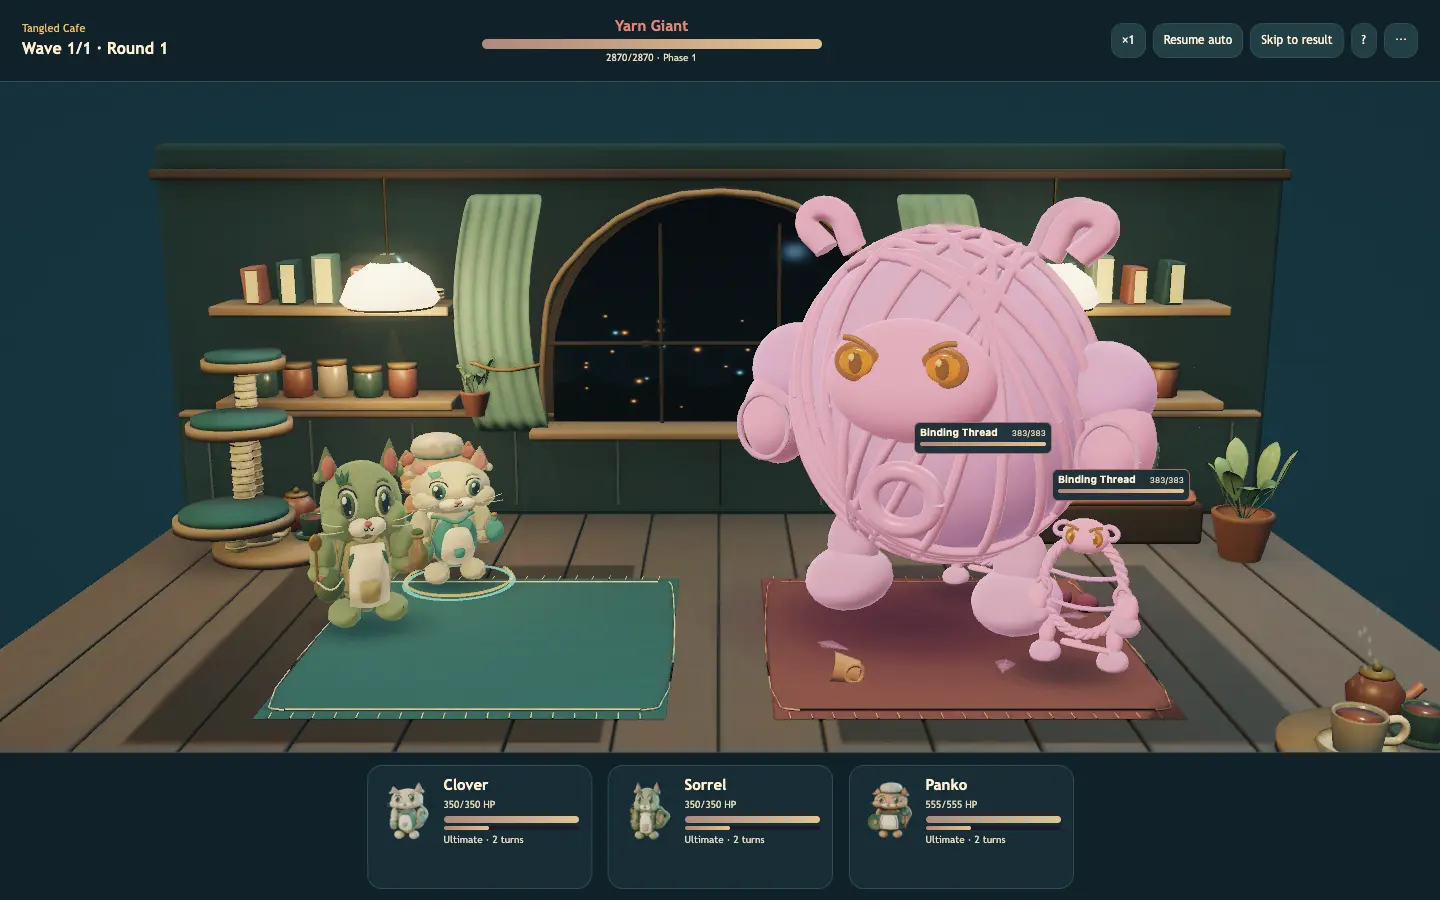 Tangled Cafe
Wave 1/1 · Round 1
Yarn Giant
2870/2870 · Phase 1
×1
Resume auto
Skip to result
?
···
Binding Thread 383/383
Binding Thread 383/383
Clover
350/350 HP
Ultimate · 2 turns
Sorrel
350/350 HP
Ultimate · 2 turns
Panko
555/555 HP
Ultimate · 2 turns